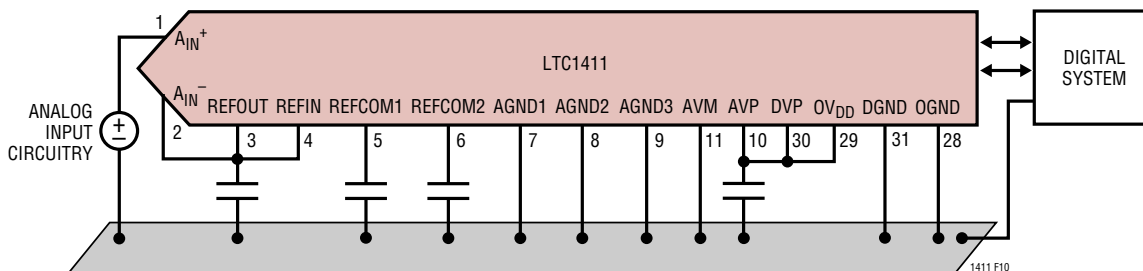 1
A_IN^+
LTC1411
DIGITAL
SYSTEM
A_IN^–
REFOUT REFIN REFCOM1 REFCOM2 AGND1 AGND2 AGND3 AVM AVP DVP OV_DD DGND OGND
ANALOG
INPUT
CIRCUITRY
+
–
2 3 4 5 6 7 8 9 11 10 30 29 31 28
1411 F10